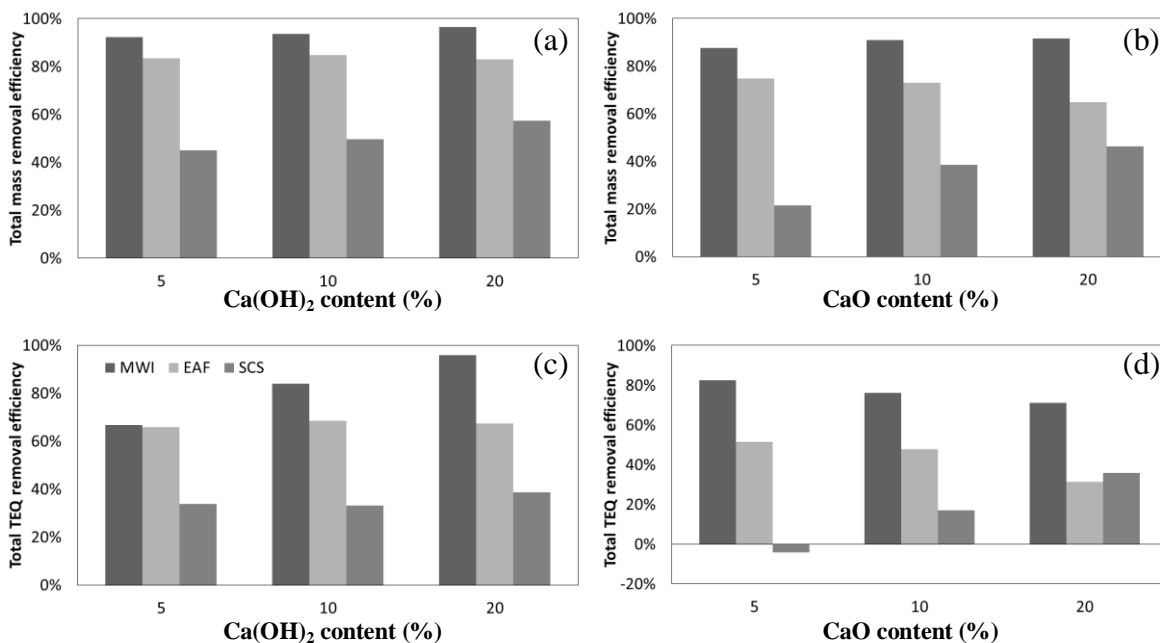 (a)
Total mass removal efficiency
100%
80%
60%
40%
20%
0%
5 10 20
Ca(OH)₂ content (%)
(b)
Total mass removal efficiency
100%
80%
60%
40%
20%
0%
5 10 20
CaO content (%)
(c)
MWI EAF SCS
Total TEQ removal efficiency
100%
80%
60%
40%
20%
0%
5 10 20
Ca(OH)₂ content (%)
(d)
Total TEQ removal efficiency
100%
80%
60%
40%
20%
0%
-20%
5 10 20
CaO content (%)